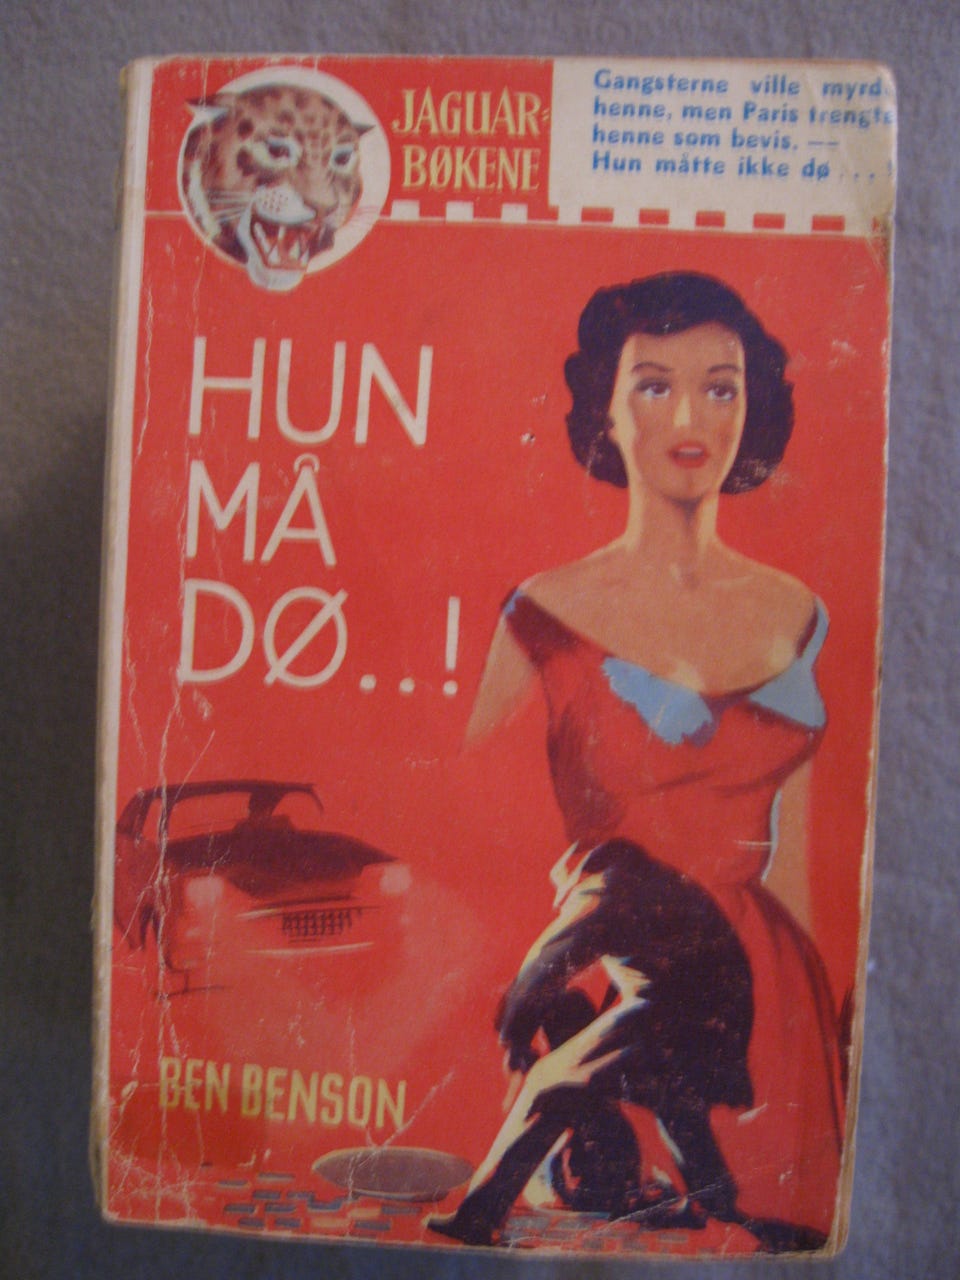 JAGUAR-
BØKENE
Gangsterne ville myrd
henne, men Paris trengte
henne som bevis. —
Hun måtte ikke dø . . . !
HUN
MÅ
DØ..!
BEN BENSON